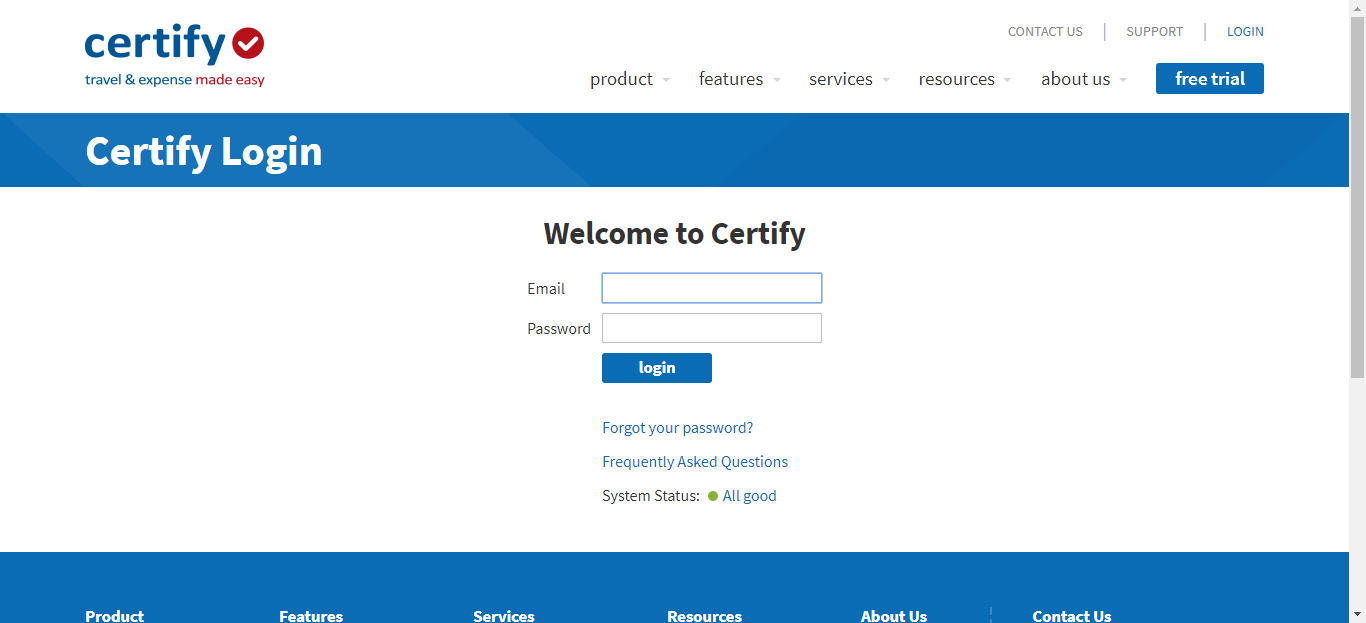 certify
travel & expense made easy
CONTACT US
SUPPORT
LOGIN
product
features
services
resources
about us
free trial
Certify Login
Welcome to Certify
Email
Password
login
Forgot your password?
Frequently Asked Questions
System Status: All good
Product
Features
Services
Resources
About Us
Contact Us